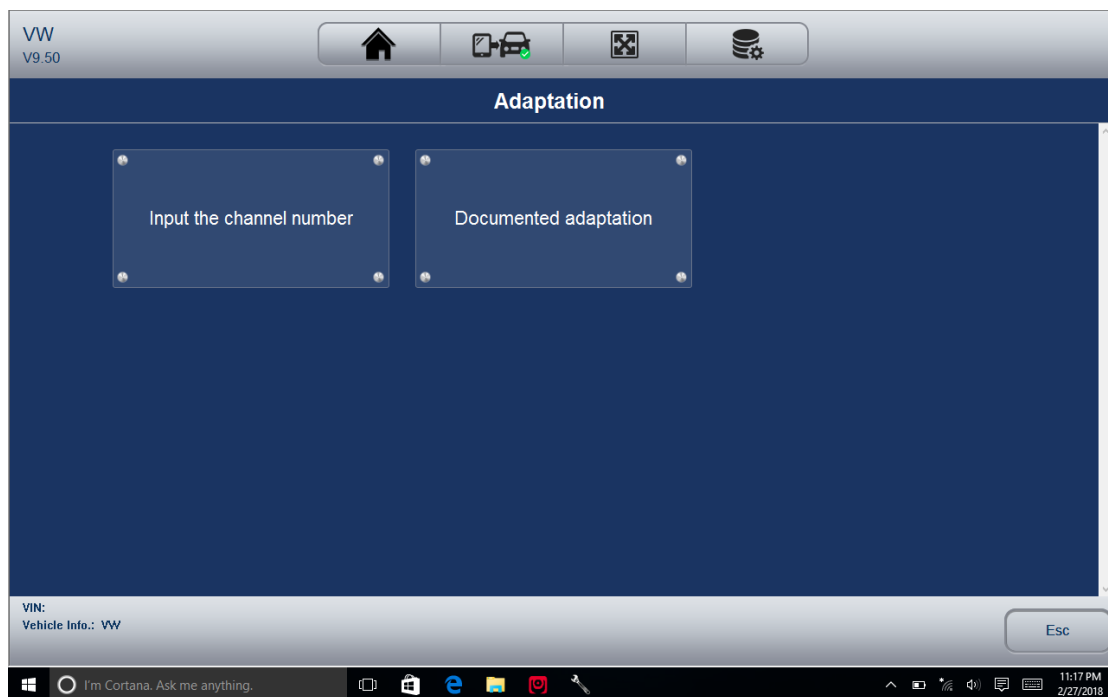 VW
V9.50
Adaptation
Input the channel number
Documented adaptation
VIN:
Vehicle Info.: VW
Esc
I'm Cortana. Ask me anything.
11:17 PM
2/27/2018